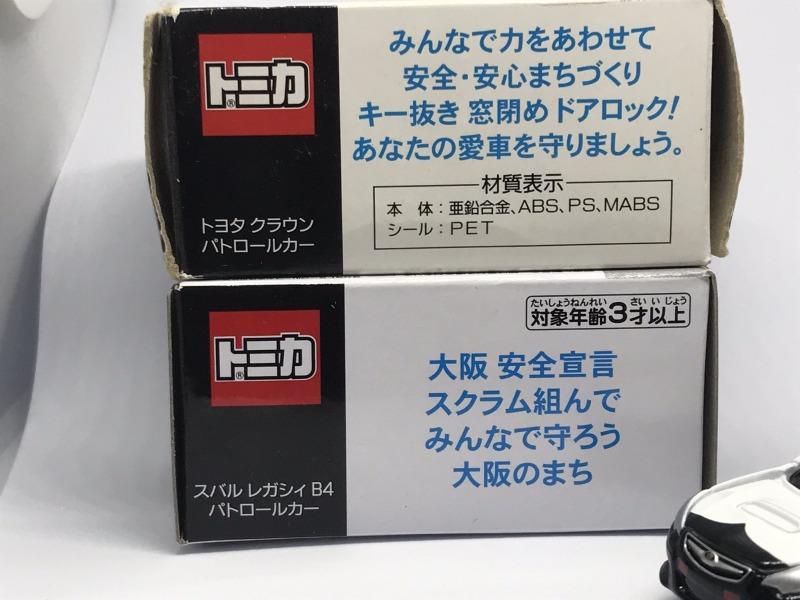 トミカ®
トヨタ クラウン
パトロールカー
みんなで力をあわせて
安全・安心まちづくり
キー抜き 窓閉め ドアロック!
あなたの愛車を守りましょう。
材質表示
本 体:亜鉛合金、ABS、PS、MABS
シール:PET
トミカ®
スバル レガシィ B4
パトロールカー
たいしょうねんれい さい いじょう
対象年齢3才以上
大阪 安全宣言
スクラム組んで
みんなで守ろう
大阪のまち